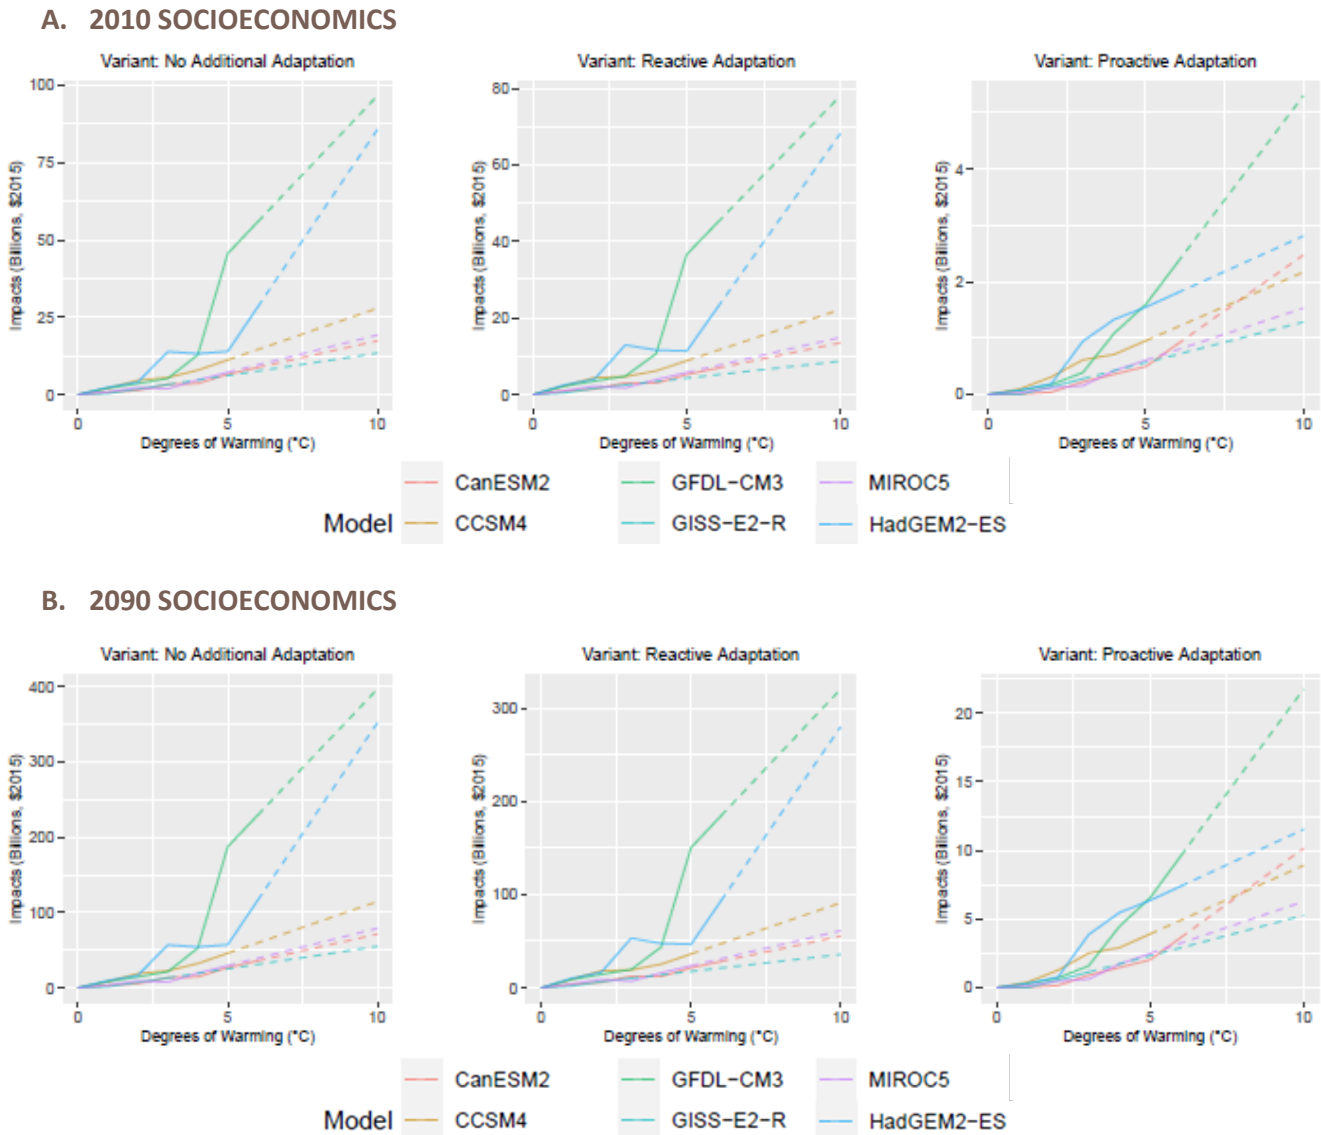 A. 2010 SOCIOECONOMICS
Variant: No Additional Adaptation
Impacts (Billions, $2015)
100
75
50
25
0
0 5 10
Degrees of Warming (°C)
Variant: Reactive Adaptation
Impacts (Billions, $2015)
80
60
40
20
0
0 5 10
Degrees of Warming (°C)
Variant: Proactive Adaptation
Impacts (Billions, $2015)
4
2
0
0 5 10
Degrees of Warming (°C)
CanESM2 GFDL−CM3 MIROC5
Model CCSM4 GISS−E2−R HadGEM2−ES
B. 2090 SOCIOECONOMICS
Variant: No Additional Adaptation
Impacts (Billions, $2015)
400
300
200
100
0
0 5 10
Degrees of Warming (°C)
Variant: Reactive Adaptation
Impacts (Billions, $2015)
300
200
100
0
0 5 10
Degrees of Warming (°C)
Variant: Proactive Adaptation
Impacts (Billions, $2015)
20
15
10
5
0
0 5 10
Degrees of Warming (°C)
CanESM2 GFDL−CM3 MIROC5
Model CCSM4 GISS−E2−R HadGEM2−ES